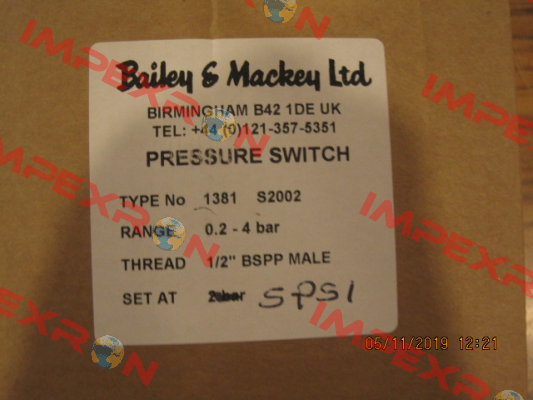 Bailey & Mackey Ltd
BIRMINGHAM B42 1DE UK
TEL: +44 (0)121-357-5351
PRESSURE SWITCH
TYPE No 1381 S2002
RANGE 0.2 - 4 bar
THREAD 1/2" BSPP MALE
SET AT 2 bar 5PSI
05/11/2019 12:21
IMPEXRON
IMPEXRON
IMPEXRON
IMPEXRON
IMPEXRON